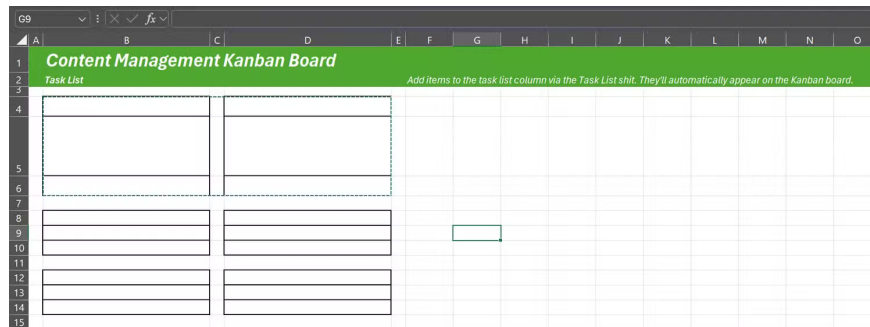 G9
fx
A B C D E F G H I J K L M N O
1 Content Management Kanban Board
2 Task List Add items to the task list column via the Task List shit. They'll automatically appear on the Kanban board.
3
4
5
6
7
8
9
10
11
12
13
14
15